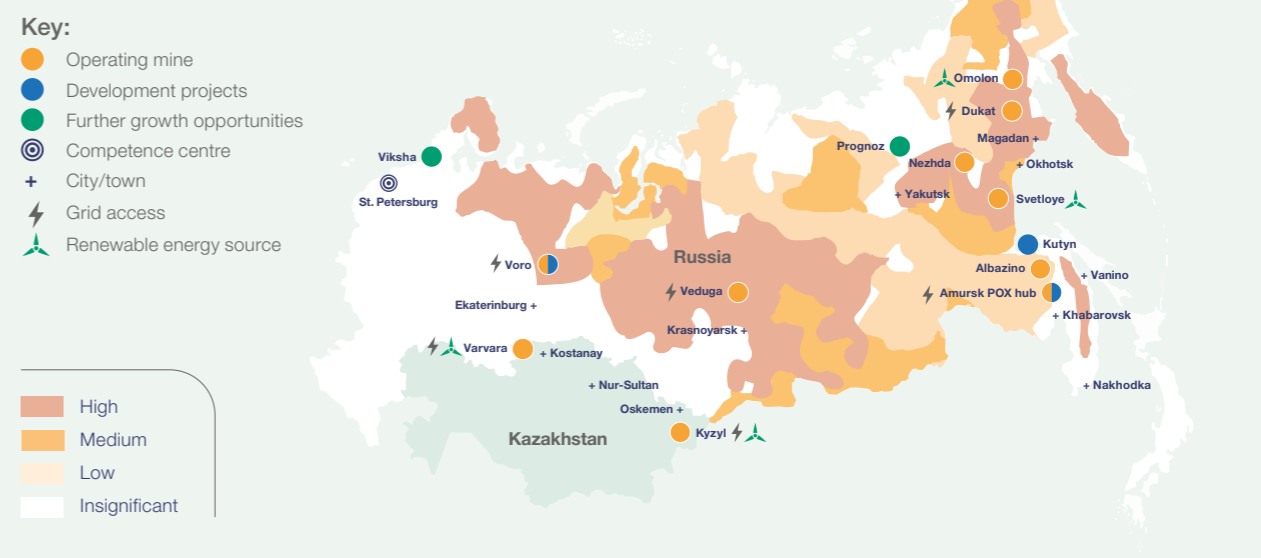 Key:
Operating mine
Development projects
Further growth opportunities
Competence centre
City/town
Grid access
Renewable energy source
High
Medium
Low
Insignificant
Omolon
Dukat
Magadan +
Viksha
Prognoz
Nezhda
+ Okhotsk
St. Petersburg
+ Yakutsk
Svetloye
Kutyn
Russia
Voro
Albazino
+ Vanino
Veduga
Amursk POX hub
Ekaterinburg +
+ Khabarovsk
Krasnoyarsk +
Varvara
+ Kostanay
+ Nur-Sultan
+ Nakhodka
Oskemen +
Kyzyl
Kazakhstan